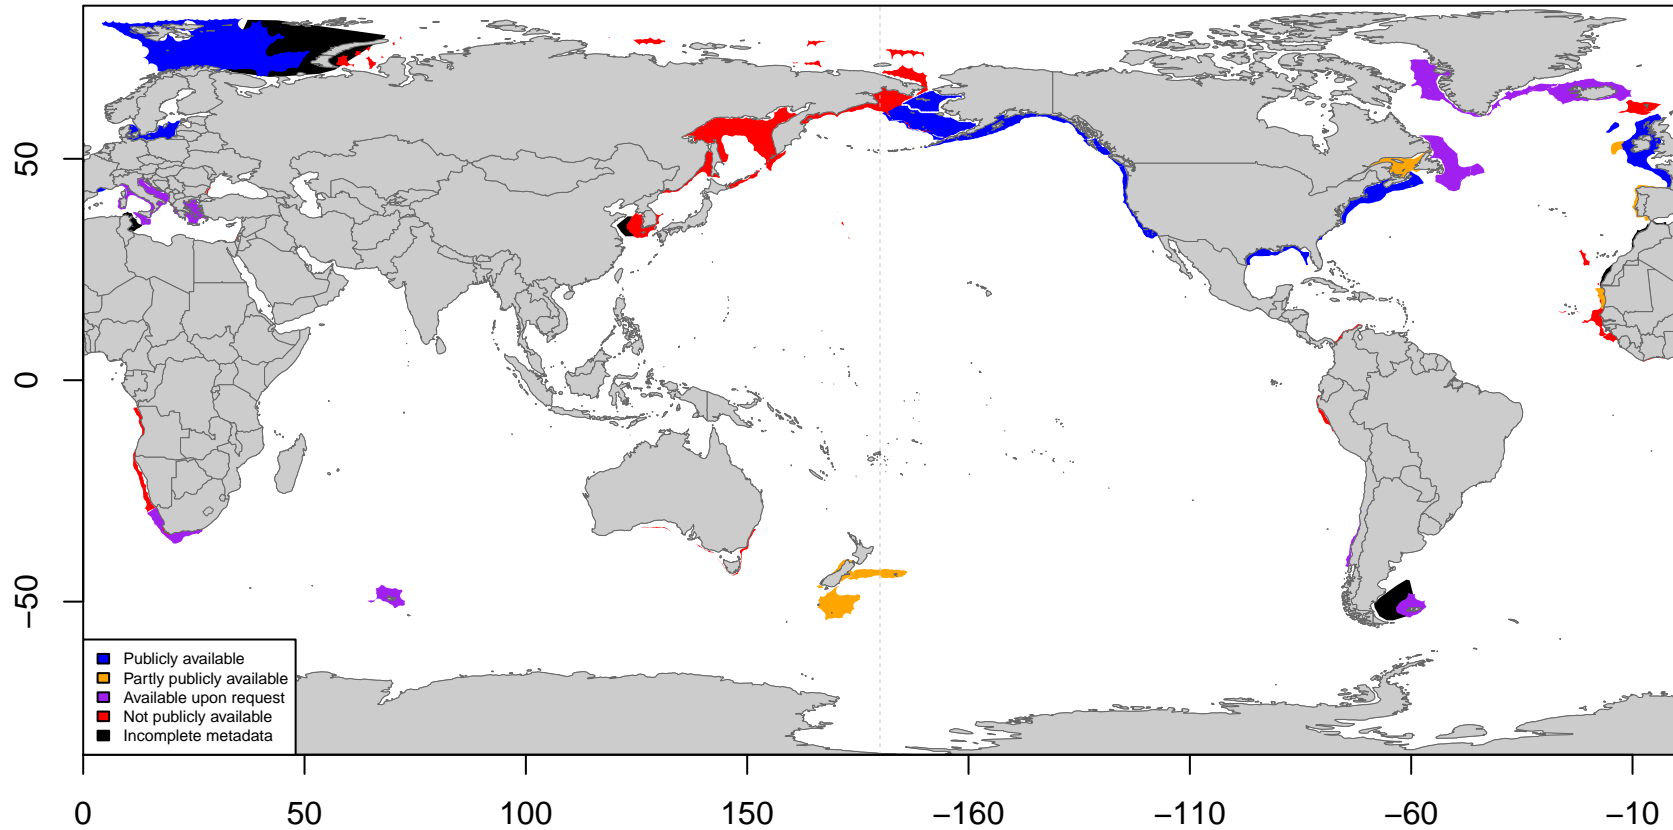 50
0
−50
Publicly available
Partly publicly available
Available upon request
Not publicly available
Incomplete metadata
0 50 100 150 −160 −110 −60 −10